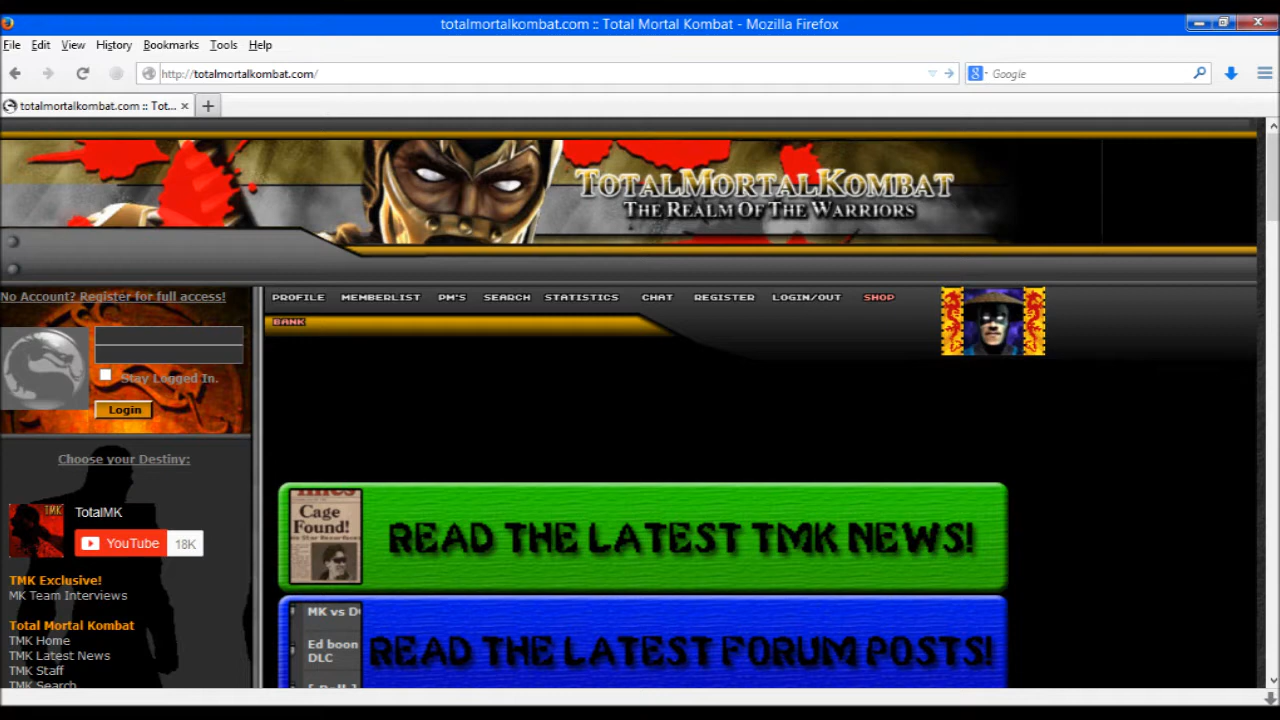 totalmortalkombat.com :: Total Mortal Kombat - Mozilla Firefox
File Edit View History Bookmarks Tools Help
http://totalmortalkombat.com/
Google
totalmortalkombat.com :: Tot...
TOTALMORTALKOMBAT
THE REALM OF THE WARRIORS
No Account? Register for full access!
PROFILE MEMBERLIST PM'S SEARCH STATISTICS CHAT REGISTER LOGIN/OUT SHOP
BANK
Stay Logged In.
Login
Choose your Destiny:
TMK
TotalMK
YouTube 18K
TMK Exclusive!
MK Team Interviews
Total Mortal Kombat
TMK Home
TMK Latest News
TMK Staff
TMK Search
Cage
Found!
READ THE LATEST TMK NEWS!
MK vs D
Ed boon
DLC
READ THE LATEST FORUM POSTS!